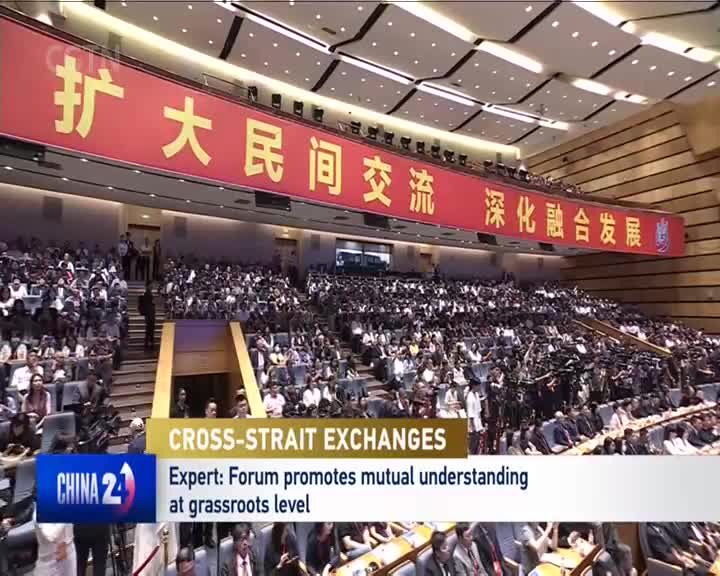 CGTN
扩大民间交流 深化融合发展
CROSS-STRAIT EXCHANGES
Expert: Forum promotes mutual understanding
at grassroots level
CHINA 24